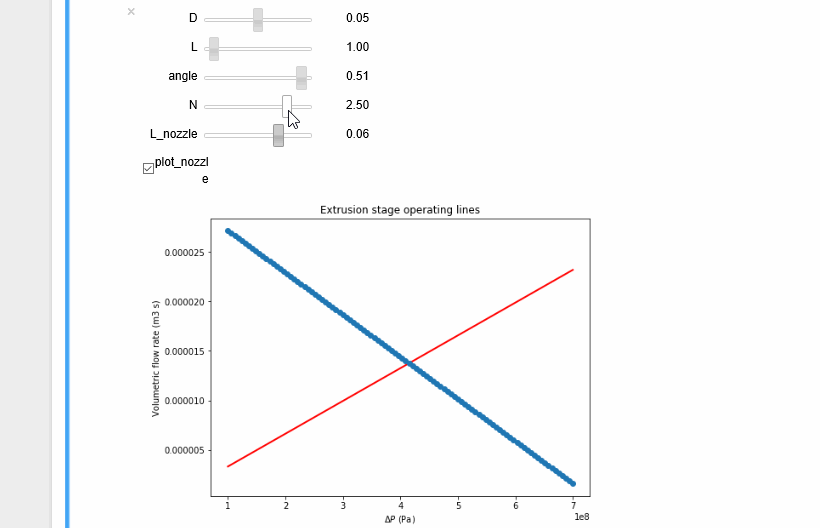 ×
D 0.05
L 1.00
angle 0.51
N 2.50
L_nozzle 0.06
plot_nozzl
e
Extrusion stage operating lines
Volumetric flow rate (m3 s)
0.000025
0.000020
0.000015
0.000010
0.000005
1 2 3 4 5 6 7
1e8
ΔP (Pa)